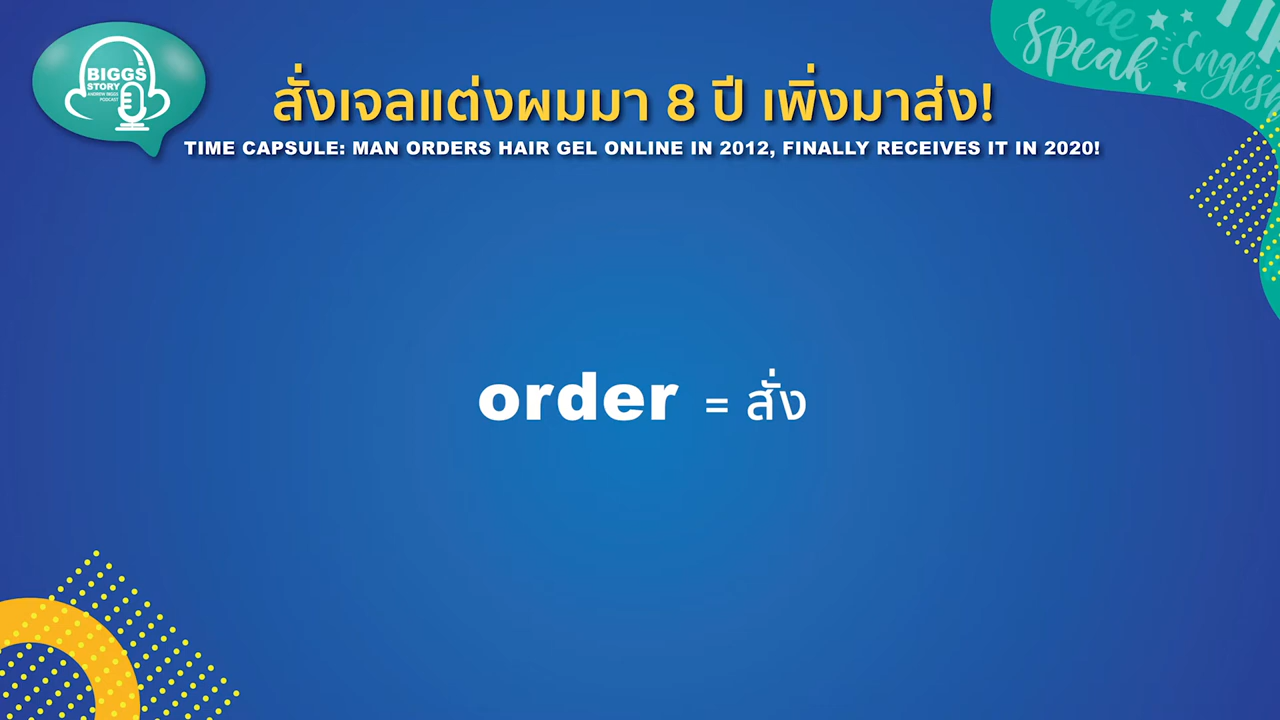 BIGGS
STORY
ANDREW BIGGS
PODCAST
สั่งเจลแต่งผมมา 8 ปี เพิ่งมาส่ง!
TIME CAPSULE: MAN ORDERS HAIR GEL ONLINE IN 2012, FINALLY RECEIVES IT IN 2020!
Speak English
order = สั่ง